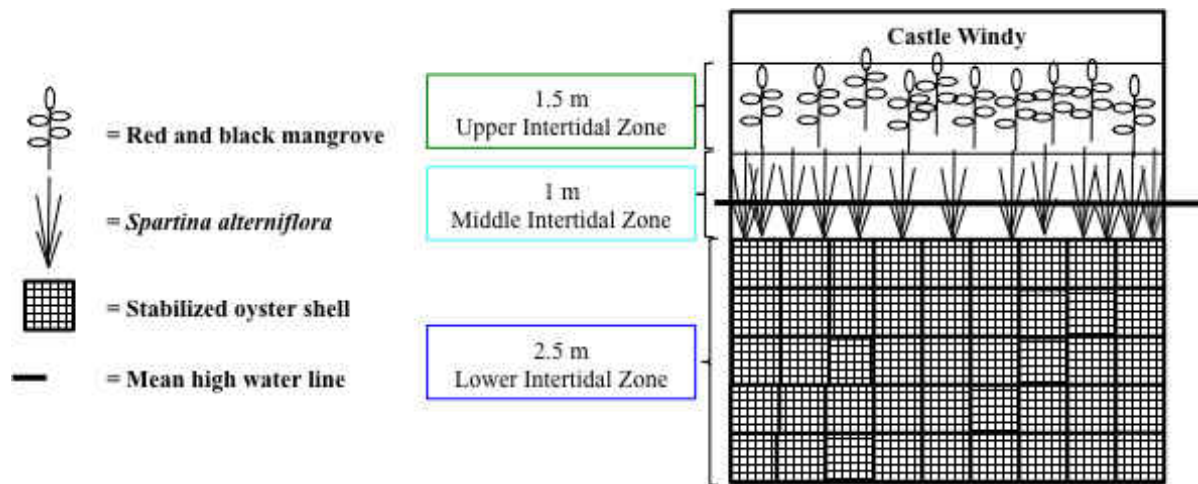 Castle Windy
1.5 m
Upper Intertidal Zone
= Red and black mangrove
1 m
Middle Intertidal Zone
= Spartina alterniflora
= Stabilized oyster shell
2.5 m
Lower Intertidal Zone
= Mean high water line